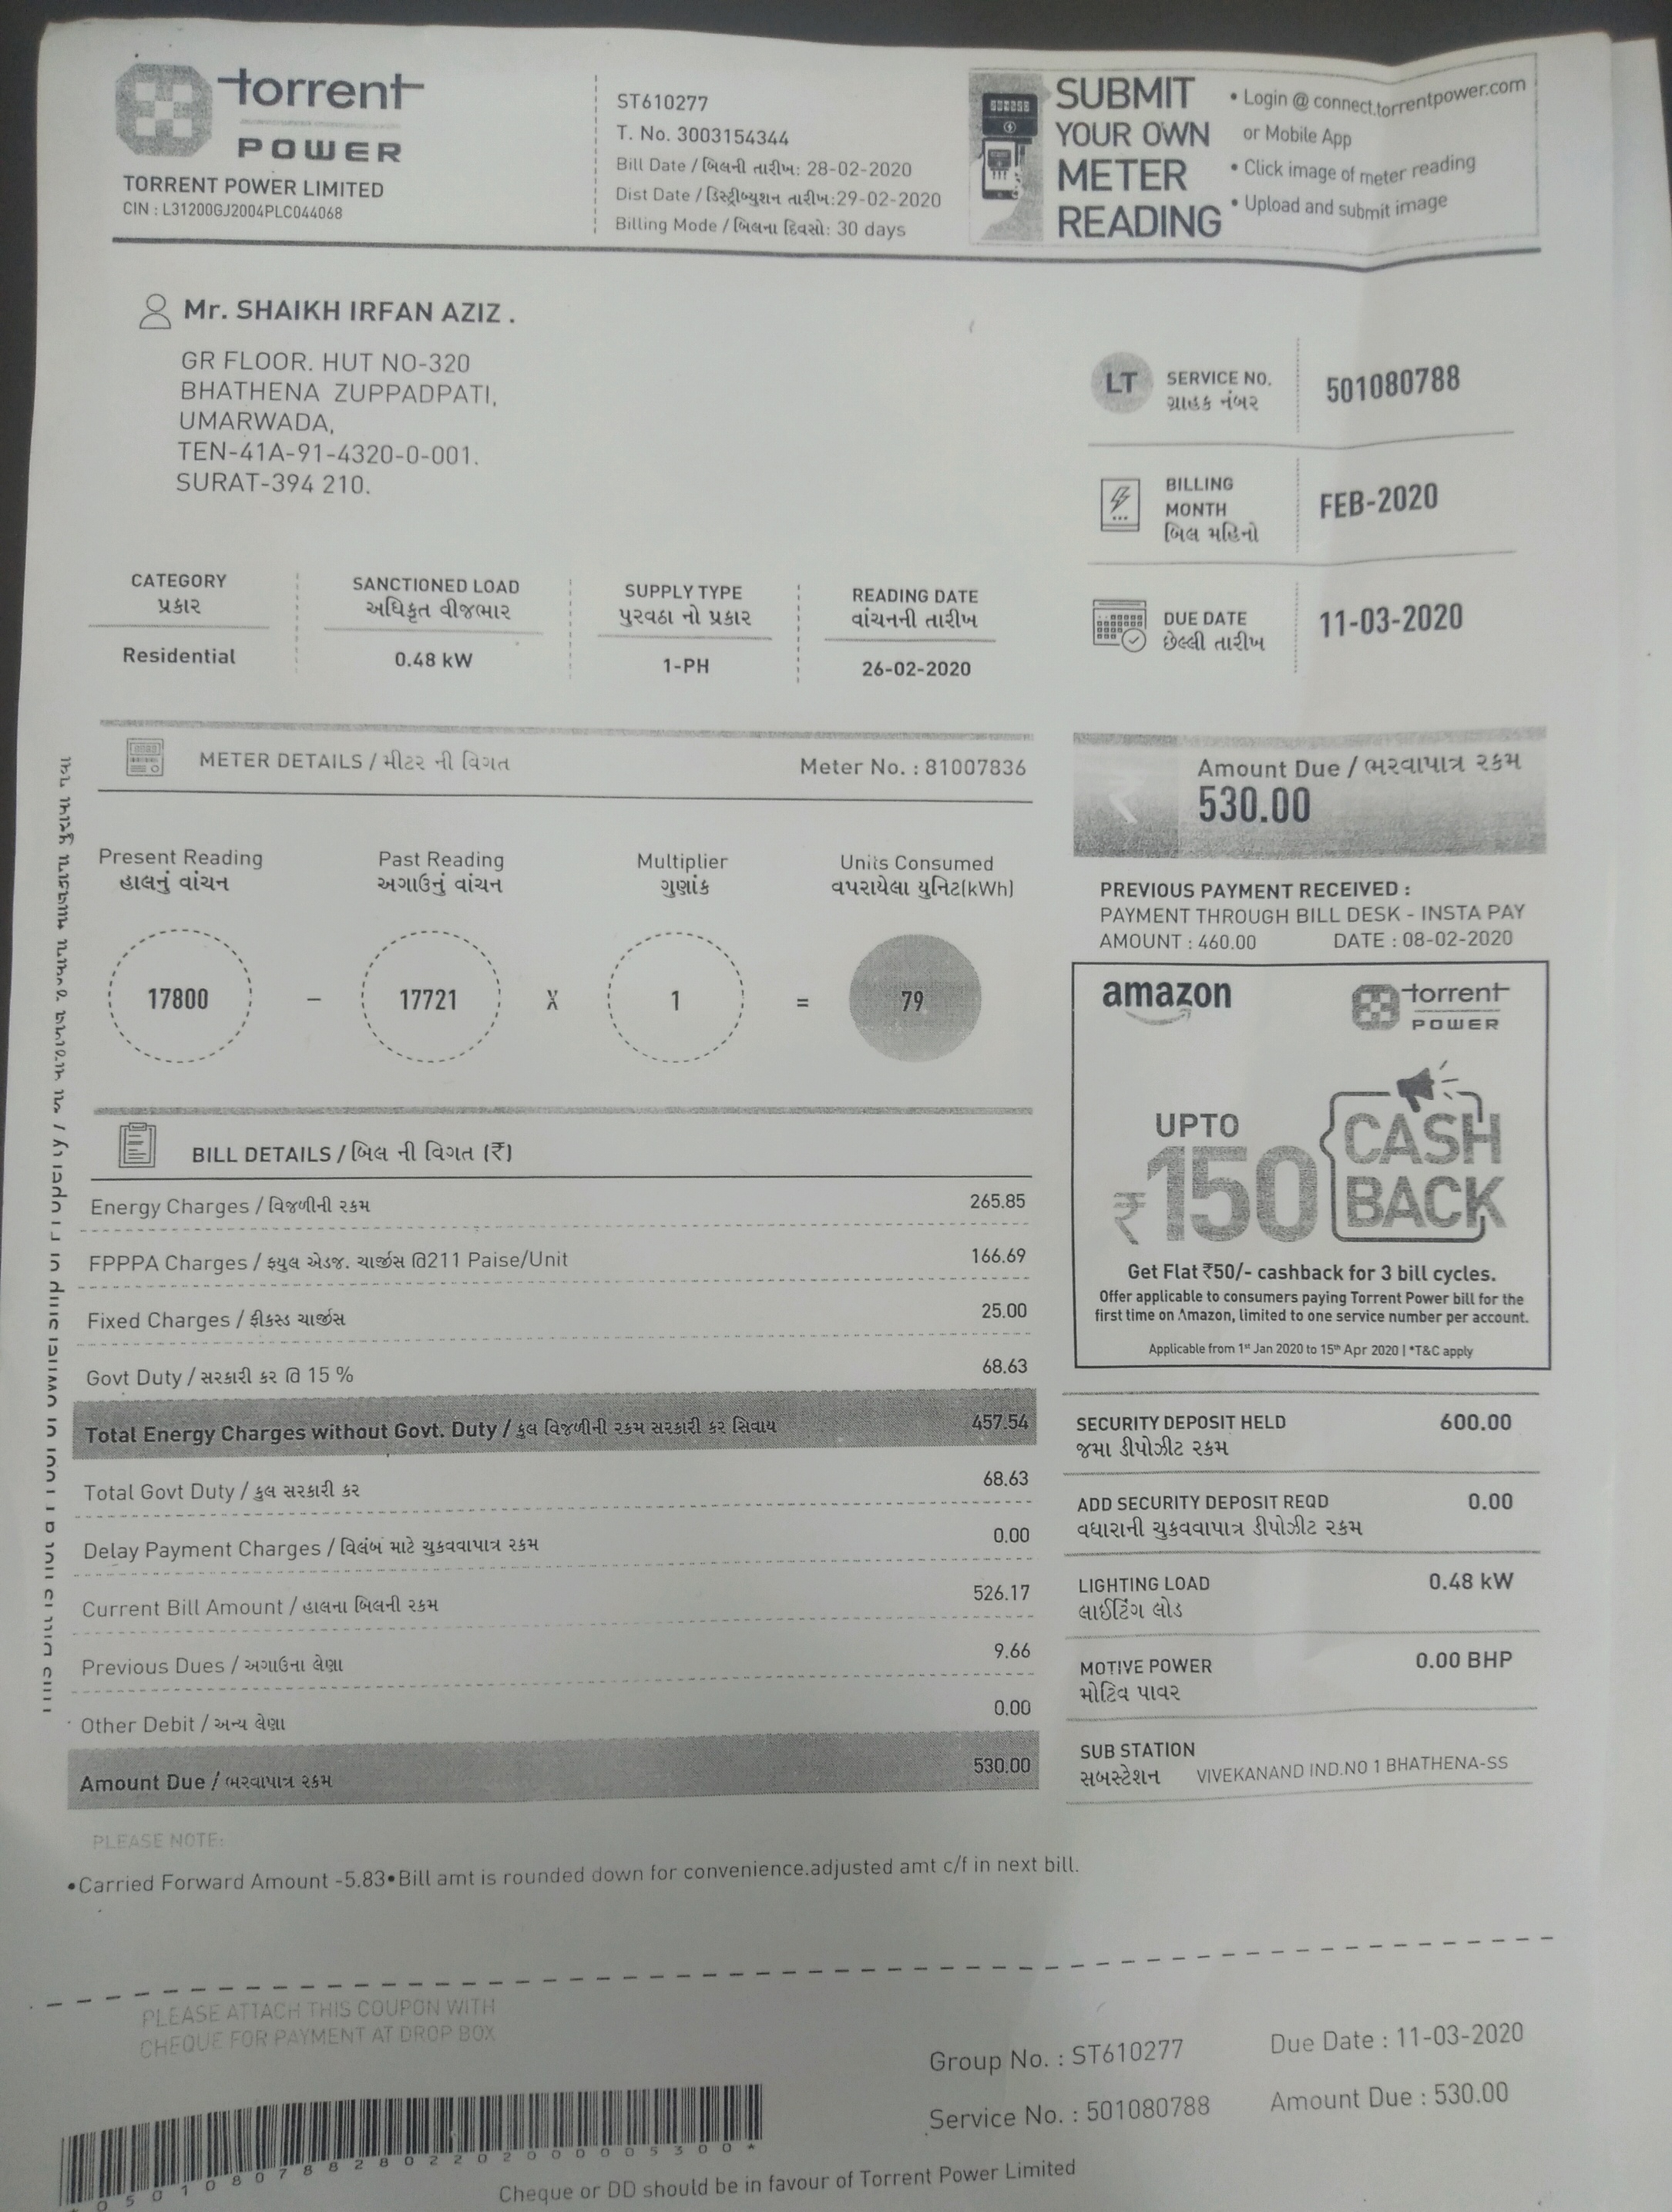 torrent
POWER
TORRENT POWER LIMITED
CIN : L31200GJ2004PLC044068
ST610277
T. No. 3003154344
Bill Date / બિલની તારીખ: 28-02-2020
Dist Date / ડિસ્ટ્રીબ્યુશન તારીખ:29-02-2020
Billing Mode / બિલના દિવસો: 30 days
SUBMIT
YOUR OWN
METER
READING
• Login @ connect.torrentpower.com
or Mobile App
• Click image of meter reading
• Upload and submit image
Mr. SHAIKH IRFAN AZIZ .
GR FLOOR. HUT NO-320
BHATHENA ZUPPADPATI,
UMARWADA,
TEN-41A-91-4320-0-001.
SURAT-394 210.
LT SERVICE NO. 501080788
ગ્રાહક નંબર
BILLING
MONTH FEB-2020
બિલ મહિનો
DUE DATE 11-03-2020
છેલ્લી તારીખ
CATEGORY SANCTIONED LOAD SUPPLY TYPE READING DATE
પ્રકાર અધિકૃત વીજભાર પુરવઠા નો પ્રકાર વાંચનની તારીખ
Residential 0.48 kW 1-PH 26-02-2020
METER DETAILS / મીટર ની વિગત Meter No. : 81007836
Present Reading Past Reading Multiplier Units Consumed
હાલનું વાંચન અગાઉનું વાંચન ગુણાંક વપરાયેલા યુનિટ(kWh)
17800 – 17721 X 1 = 79
Amount Due / ભરવાપાત્ર રકમ
₹ 530.00
PREVIOUS PAYMENT RECEIVED :
PAYMENT THROUGH BILL DESK - INSTA PAY
AMOUNT : 460.00 DATE : 08-02-2020
amazon torrent
POWER
UPTO
₹150 CASH
BACK
Get Flat ₹50/- cashback for 3 bill cycles.
Offer applicable to consumers paying Torrent Power bill for the
first time on Amazon, limited to one service number per account.
Applicable from 1st Jan 2020 to 15th Apr 2020 | *T&C apply
BILL DETAILS / બિલ ની વિગત (₹)
Energy Charges / વિજળીની રકમ 265.85
FPPPA Charges / ફયુલ એડજ. ચાર્જીસ @211 Paise/Unit 166.69
Fixed Charges / ફીકસ્ડ ચાર્જીસ 25.00
Govt Duty / સરકારી કર @ 15 % 68.63
Total Energy Charges without Govt. Duty / કુલ વિજળીની રકમ સરકારી કર સિવાય 457.54
Total Govt Duty / કુલ સરકારી કર 68.63
Delay Payment Charges / વિલંબ માટે ચુકવવાપાત્ર રકમ 0.00
Current Bill Amount / હાલના બિલની રકમ 526.17
Previous Dues / અગાઉના લેણા 9.66
Other Debit / અન્ય લેણા 0.00
Amount Due / ભરવાપાત્ર રકમ 530.00
SECURITY DEPOSIT HELD 600.00
જમા ડીપોઝીટ રકમ
ADD SECURITY DEPOSIT REQD 0.00
વધારાની ચુકવવાપાત્ર ડીપોઝીટ રકમ
LIGHTING LOAD 0.48 kW
લાઈટિંગ લોડ
MOTIVE POWER 0.00 BHP
મોટિવ પાવર
SUB STATION
સબસ્ટેશન VIVEKANAND IND.NO 1 BHATHENA-SS
PLEASE NOTE:
•Carried Forward Amount -5.83•Bill amt is rounded down for convenience.adjusted amt c/f in next bill.
PLEASE ATTACH THIS COUPON WITH
CHEQUE FOR PAYMENT AT DROP BOX
Group No. : ST610277 Due Date : 11-03-2020
Service No. : 501080788 Amount Due : 530.00
*050108078828022020000005300*
Cheque or DD should be in favour of Torrent Power Limited